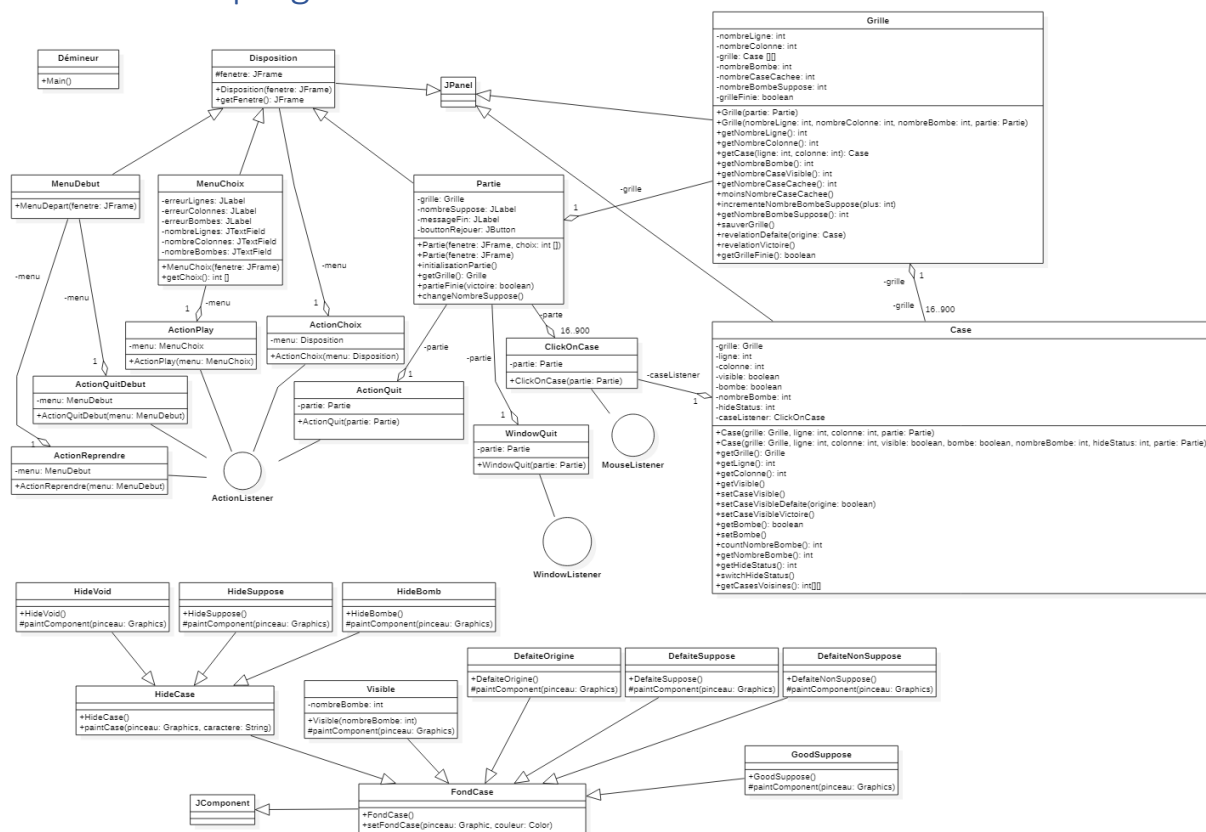 Démineur
+Main()
Disposition
#fenetre: JFrame
+Disposition(fenetre: JFrame)
+getFenetre(): JFrame
JPanel
Grille
-nombreLigne: int
-nombreColonne: int
-grille: Case [][]
-nombreBombe: int
-nombreCaseCachee: int
-nombreBombeSuppose: int
-grilleFinie: boolean
+Grille(partie: Partie)
+Grille(nombreLigne: int, nombreColonne: int, nombreBombe: int, partie: Partie)
+getNombreLigne(): int
+getNombreColonne(): int
+getCase(ligne: int, colonne: int): Case
+getNombreBombe(): int
+getNombreCaseVisible(): int
+getNombreCaseCachee(): int
+moinsNombreCaseCachee()
+incrementeNombreBombeSuppose(plus: int)
+getNombreBombeSuppose(): int
+sauverGrille()
+revelationDefaite(origine: Case)
+revelationVictoire()
+getGrilleFinie(): boolean
MenuDebut
+MenuDepart(fenetre: JFrame)
MenuChoix
-erreurLignes: JLabel
-erreurColonnes: JLabel
-erreurBombes: JLabel
-nombreLignes: JTextField
-nombreColonnes: JTextField
-nombreBombes: JTextField
+MenuChoix(fenetre: JFrame)
+getChoix(): int []
Partie
-grille: Grille
-nombreSuppose: JLabel
-messageFin: JLabel
-bouttonRejouer: JButton
+Partie(fenetre: JFrame, choix: int [])
+Partie(fenetre: JFrame)
+initialisationPartie()
+getGrille(): Grille
+partieFinie(victoire: boolean)
+changeNombreSuppose()
-grille
1
-menu
-menu
-menu
1
-menu
1
1
1
-partie
1
-partie
1
-parte
16..900
-caseListener
1
1
-grille
-grille
16..900
ActionPlay
-menu: MenuChoix
+ActionPlay(menu: MenuChoix)
ActionChoix
-menu: Disposition
+ActionChoix(menu: Disposition)
ActionQuitDebut
-menu: MenuDebut
+ActionQuitDebut(menu: MenuDebut)
ActionQuit
-partie: Partie
+ActionQuit(partie: Partie)
ClickOnCase
-partie: Partie
+ClickOnCase(partie: Partie)
WindowQuit
-partie: Partie
+WindowQuit(partie: Partie)
ActionReprendre
-menu: MenuDebut
+ActionReprendre(menu: MenuDebut)
ActionListener
MouseListener
WindowListener
Case
-grille: Grille
-ligne: int
-colonne: int
-visible: boolean
-bombe: boolean
-nombreBombe: int
-hideStatus: int
-caseListener: ClickOnCase
+Case(grille: Grille, ligne: int, colonne: int, partie: Partie)
+Case(grille: Grille, ligne: int, colonne: int, visible: boolean, bombe: boolean, nombreBombe: int, hideStatus: int, partie: Partie)
+getGrille(): Grille
+getLigne(): int
+getColonne(): int
+getVisible()
+setCaseVisible()
+setCaseVisibleDefaite(origine: boolean)
+setCaseVisibleVictoire()
+getBombe(): boolean
+setBombe()
+countNombreBombe(): int
+getNombreBombe(): int
+getHideStatus(): int
+switchHideStatus()
+getCasesVoisines(): int[][]
HideVoid
+HideVoid()
#paintComponent(pinceau: Graphics)
HideSuppose
+HideSuppose()
#paintComponent(pinceau: Graphics)
HideBomb
+HideBombe()
#paintComponent(pinceau: Graphics)
HideCase
+HideCase()
+paintCase(pinceau: Graphics, caractere: String)
Visible
-nombreBombe: int
+Visible(nombreBombe: int)
#paintComponent(pinceau: Graphics)
DefaiteOrigine
+DefaiteOrigine()
#paintComponent(pinceau: Graphics)
DefaiteSuppose
+DefaiteSuppose()
#paintComponent(pinceau: Graphics)
DefaiteNonSuppose
+DefaiteNonSuppose()
#paintComponent(pinceau: Graphics)
GoodSuppose
+GoodSuppose()
#paintComponent(pinceau: Graphics)
JComponent
FondCase
+FondCase()
+setFondCase(pinceau: Graphic, couleur: Color)